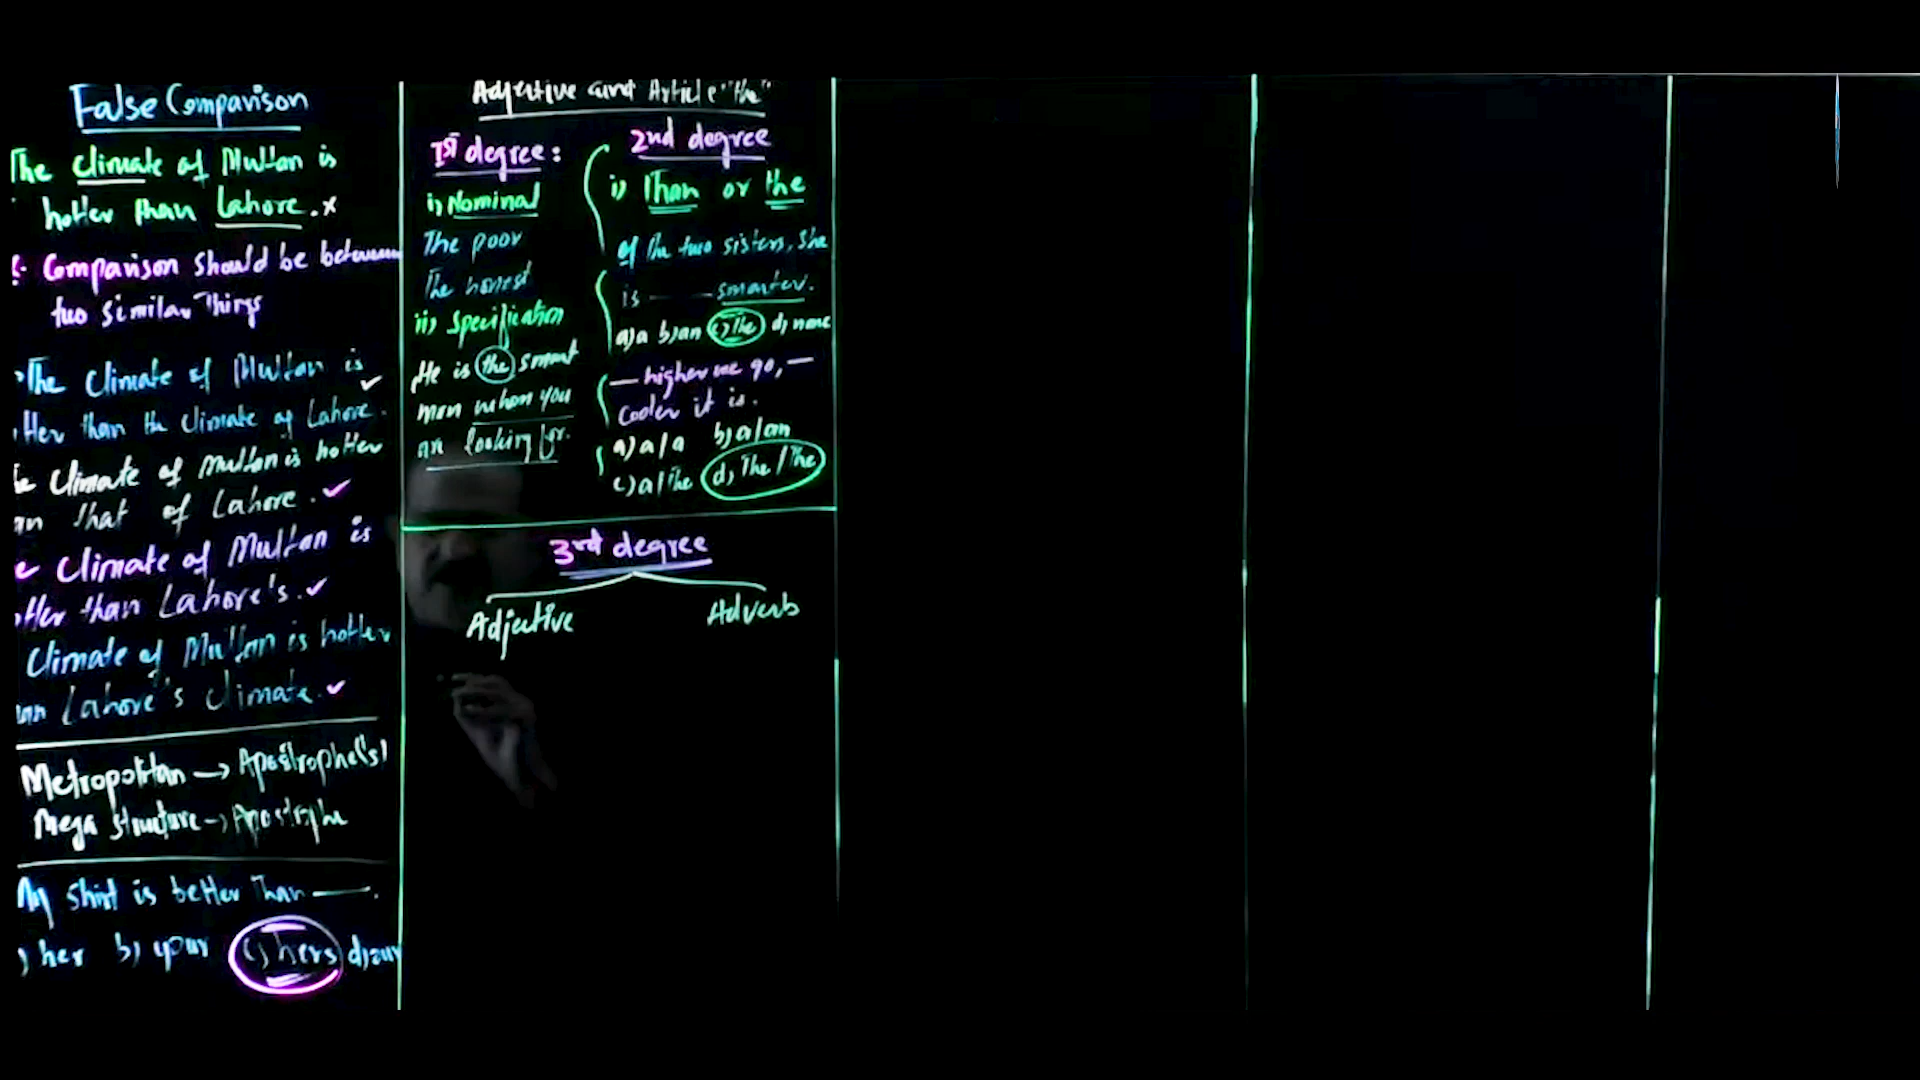 False Comparison
The Climate of Multan is
hotter than Lahore. x
Comparison should be between
two similar Things
The Climate of Multan is ✓
tter than the climate of Lahore.
Climate of Multan is hotter
an that of Lahore. ✓
Climate of Multan is
tter than Lahore's. ✓
Climate of Multan is hotter
an Lahore's climate. ✓
Metropolitan → Apostrophe(s)
Mega structure → Apostrophe
My shirt is better Than ——.
) her b) your c) hers d) our
Adjective and Article "the"
1st degree:
i) Nominal
The poor
The honest
ii) Specification
He is the smart
man whom you
are looking for.
2nd degree
i) Than or the
of the two sisters, she
is —— smarter.
a) a b) an c) The d) none
— higher we go, —
cooler it is.
a) a/a b) a/an
c) a/the d) The/The
3rd degree
Adjective Adverb